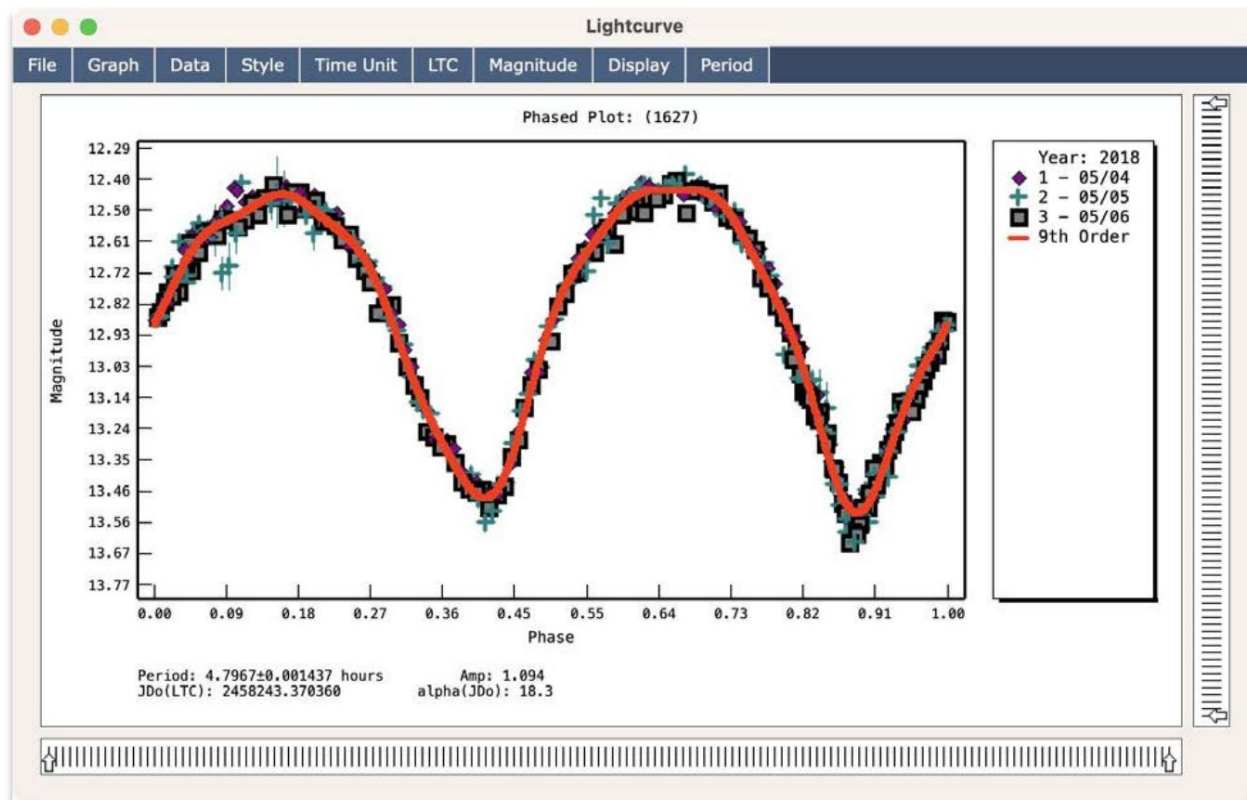 Lightcurve
File Graph Data Style Time Unit LTC Magnitude Display Period
Phased Plot: (1627)
12.29
12.40
12.50
12.61
12.72
12.82
12.93
13.03
13.14
13.24
13.35
13.46
13.56
13.67
13.77
Magnitude
0.00 0.09 0.18 0.27 0.36 0.45 0.55 0.64 0.73 0.82 0.91 1.00
Phase
Year: 2018
1 - 05/04
2 - 05/05
3 - 05/06
9th Order
Period: 4.7967±0.001437 hours Amp: 1.094
JDo(LTC): 2458243.370360 alpha(JDo): 18.3